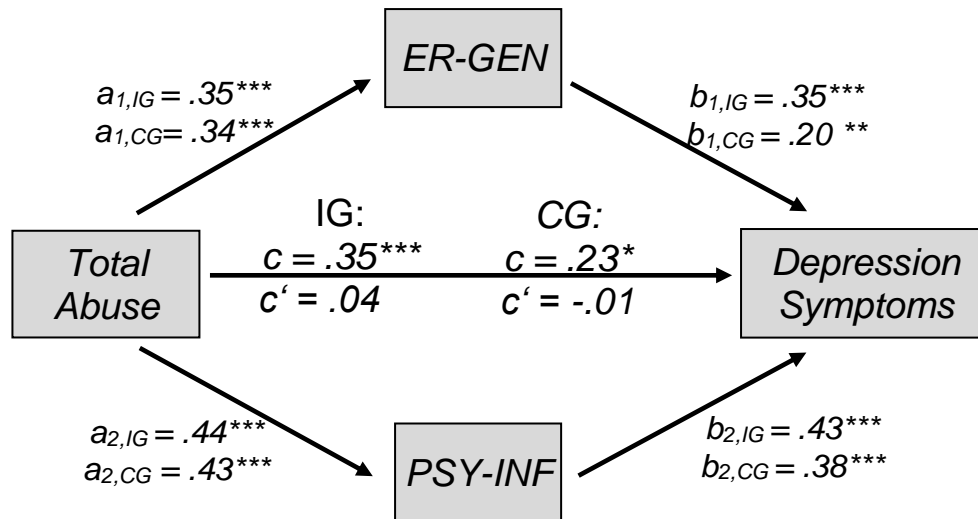 ER-GEN
a1,IG = .35***
a1,CG= .34***
b1,IG = .35***
b1,CG = .20 **
Total
Abuse
IG:
c = .35***
c‘ = .04
CG:
c = .23*
c‘ = -.01
Depression
Symptoms
a2,IG = .44***
a2,CG = .43***
PSY-INF
b2,IG = .43***
b2,CG = .38***